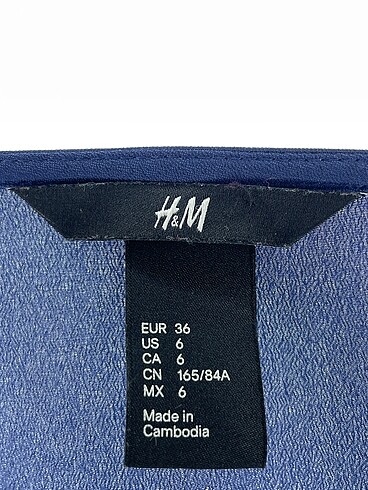 H&M
EUR 36
US 6
CA 6
CN 165/84A
MX 6
Made in
Cambodia